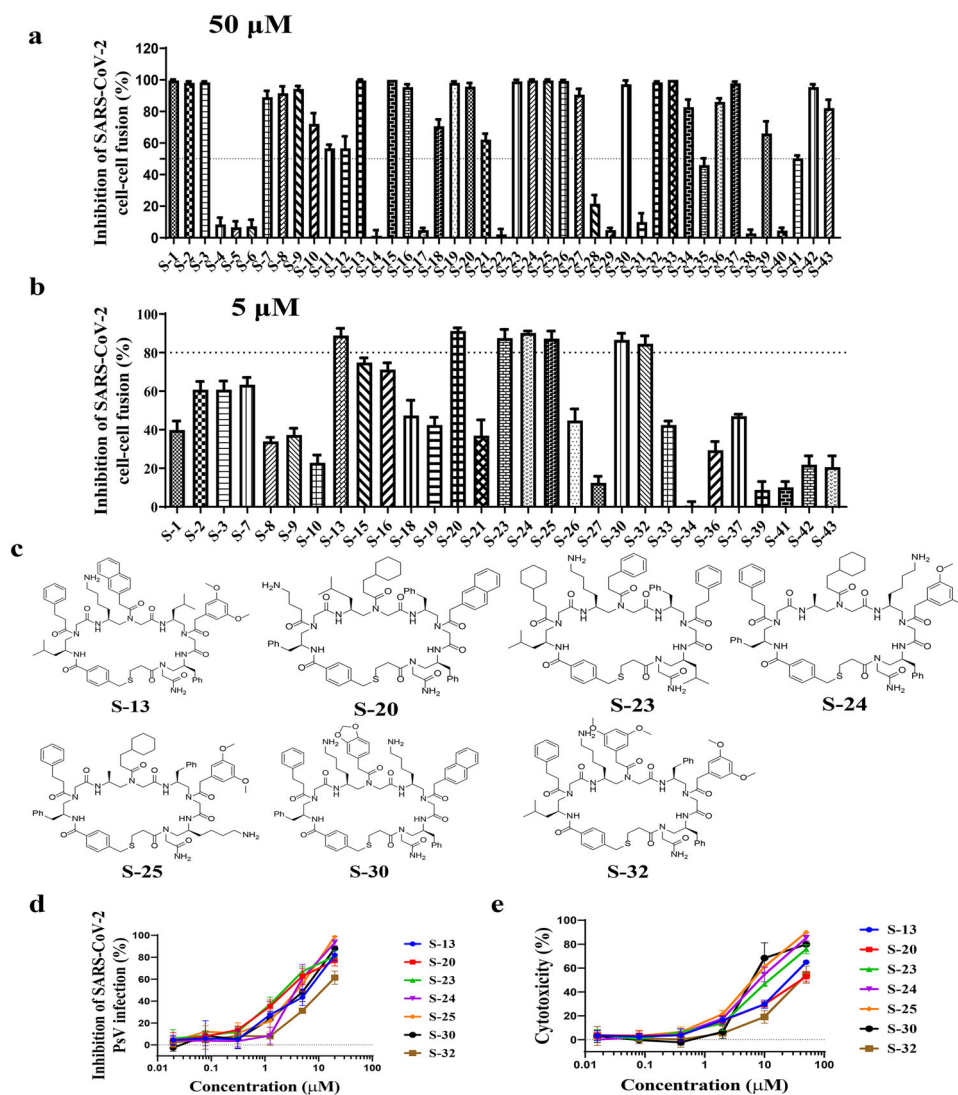 a
50 μM
Inhibition of SARS-CoV-2
cell-cell fusion (%)
100
80
60
40
20
0
S-1 S-2 S-3 S-4 S-5 S-6 S-7 S-8 S-9 S-10 S-11 S-12 S-13 S-14 S-15 S-16 S-17 S-18 S-19 S-20 S-21 S-22 S-23 S-24 S-25 S-26 S-27 S-28 S-29 S-30 S-31 S-32 S-33 S-34 S-35 S-36 S-37 S-38 S-39 S-40 S-41 S-42 S-43
b
5 μM
Inhibition of SARS-CoV-2
cell-cell fusion (%)
100
80
60
40
20
0
S-1 S-2 S-3 S-7 S-8 S-9 S-10 S-13 S-15 S-16 S-18 S-19 S-20 S-21 S-23 S-24 S-25 S-26 S-27 S-30 S-32 S-33 S-34 S-36 S-37 S-39 S-41 S-42 S-43
c
S-13
S-20
S-23
S-24
S-25
S-30
S-32
d
Inhibition of SARS-CoV-2
PsV infection (%)
100
80
60
40
20
0
0.01 0.1 1 10 100
Concentration (μM)
S-13
S-20
S-23
S-24
S-25
S-30
S-32
e
Cytotoxicity (%)
100
80
60
40
20
0
0.01 0.1 1 10 100
Concentration (μM)
S-13
S-20
S-23
S-24
S-25
S-30
S-32